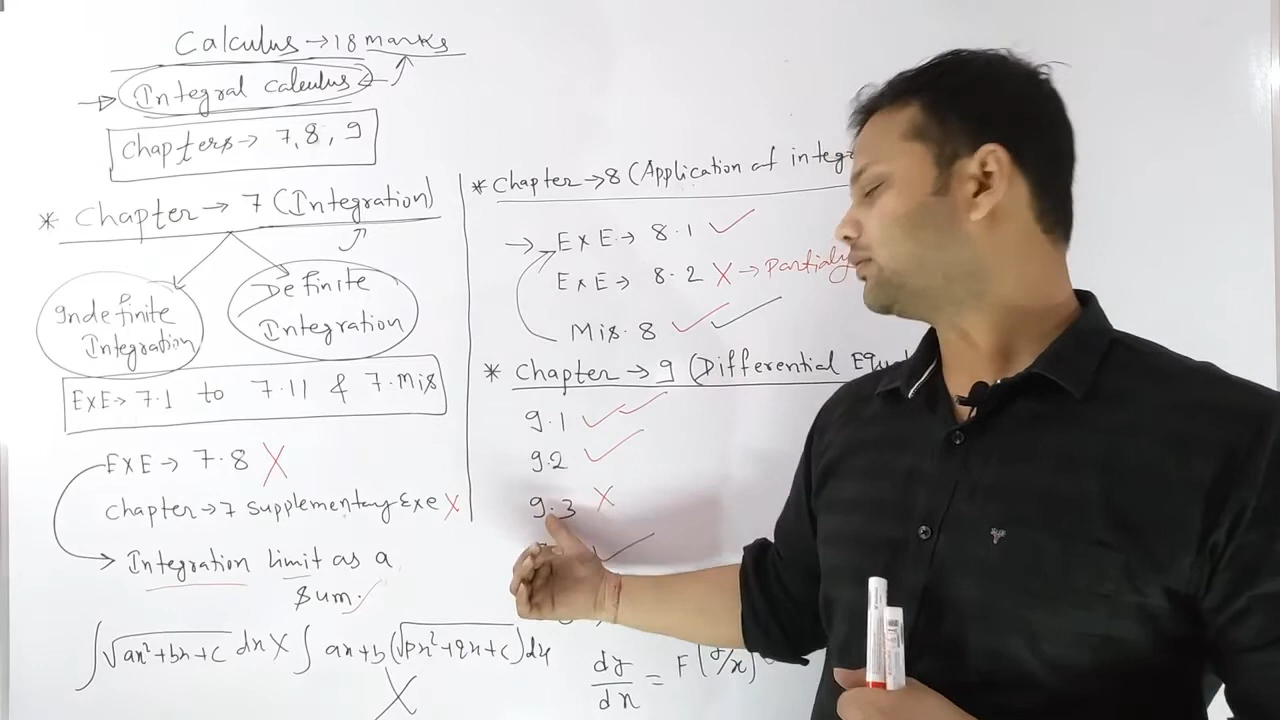 Calculus → 18 marks
Integral calculus
Chapters → 7, 8, 9
* Chapter → 7 (Integration)
Indefinite
Integration
Definite
Integration
EXE → 7.1 to 7.11 & 7.Mis
EXE → 7.8 X
chapter → 7 supplementary Exe X
Integration limit as a
sum.
∫√ax²+bx+c dx X ∫ ax+b (√px²+qx+c) dx
X
* Chapter → 8 (Application of
EXE → 8.1 ✓
EXE → 8.2 X → Partialy
Mis. 8 ✓ ✓
* Chapter → 9 (Differential
9.1 ✓ ✓
9.2 ✓
9.3 X
✓
dy/dx = F(y/x)